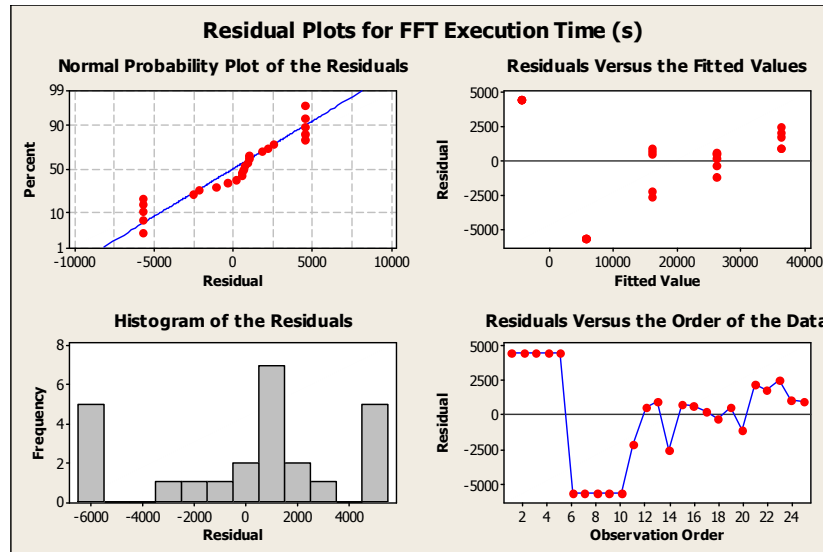 Residual Plots for FFT Execution Time (s)
Normal Probability Plot of the Residuals
99
90
50
10
1
Percent
-10000 -5000 0 5000 10000
Residual
Residuals Versus the Fitted Values
5000
2500
0
-2500
-5000
Residual
0 10000 20000 30000 40000
Fitted Value
Histogram of the Residuals
8
6
4
2
0
Frequency
-6000 -4000 -2000 0 2000 4000
Residual
Residuals Versus the Order of the Data
5000
2500
0
-2500
-5000
Residual
2 4 6 8 10 12 14 16 18 20 22 24
Observation Order